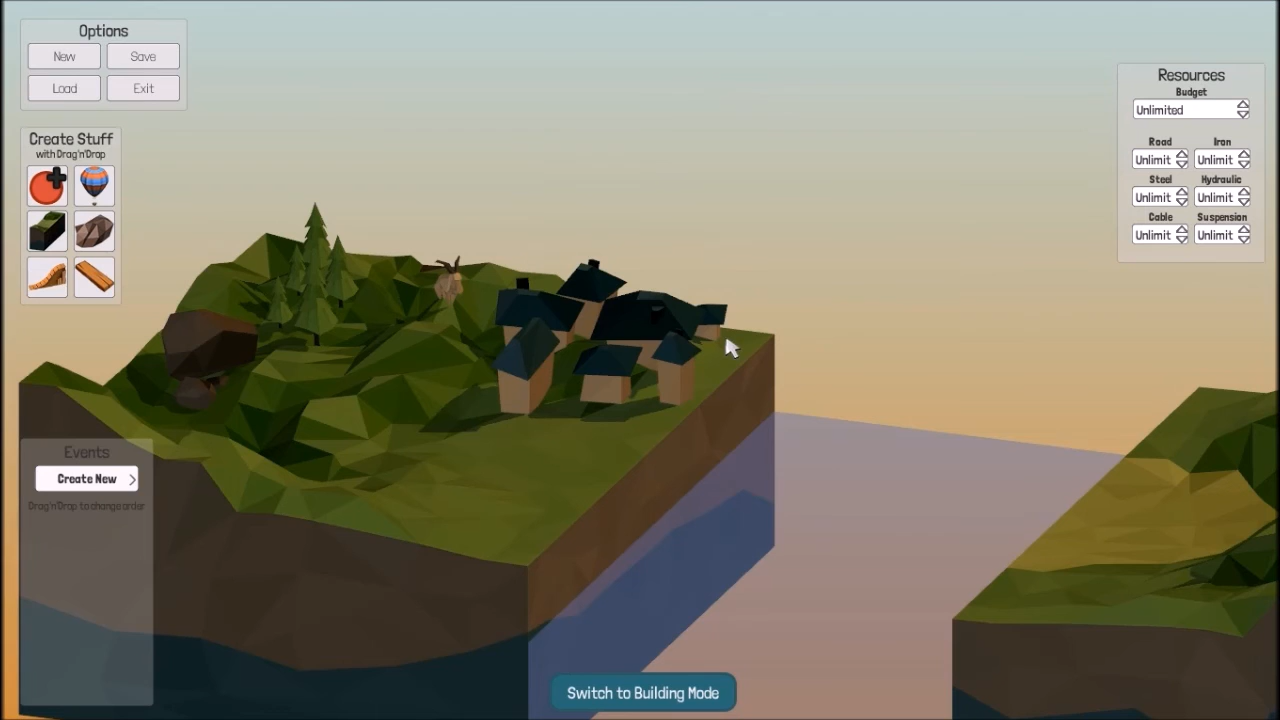 Options
New
Save
Load
Exit
Create Stuff
with Drag'n'Drop
Resources
Budget
Unlimited
Road
Iron
Unlimit
Unlimit
Steel
Hydraulic
Unlimit
Unlimit
Cable
Suspension
Unlimit
Unlimit
Events
Create New
Drag'n'Drop to change order
Switch to Building Mode